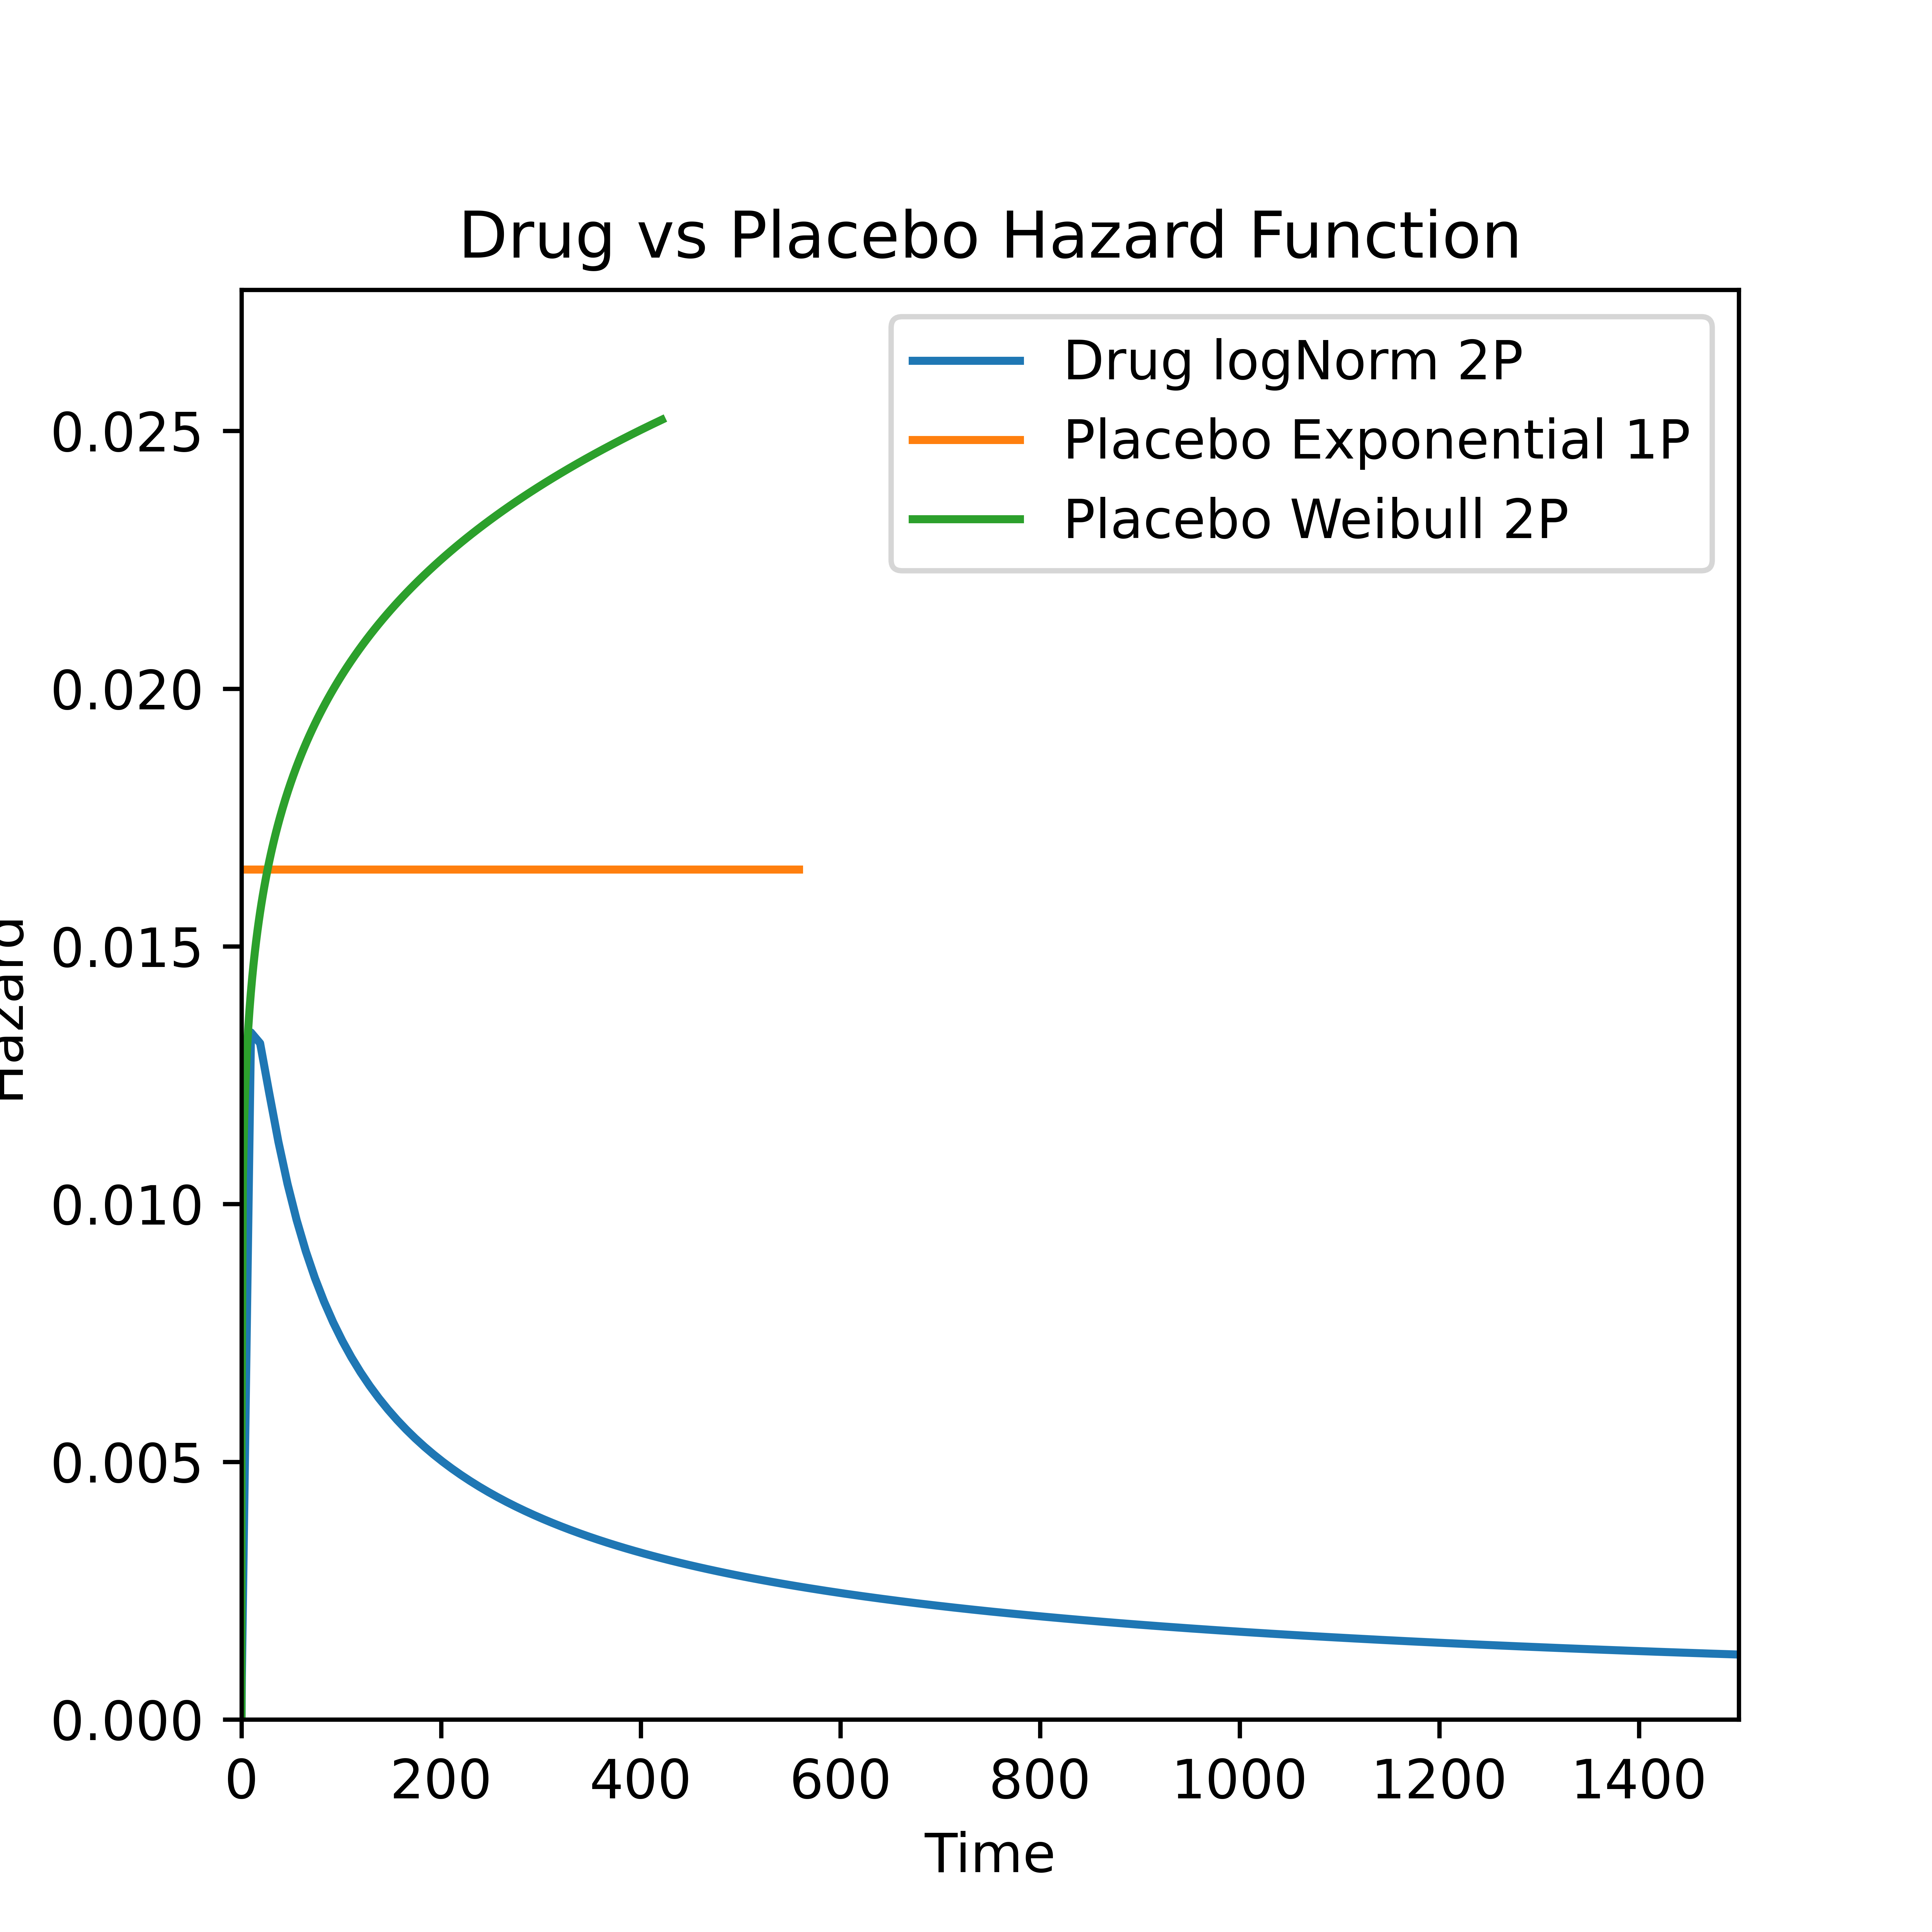 Drug vs Placebo Hazard Function
Drug logNorm 2P
Placebo Exponential 1P
Placebo Weibull 2P
0.025
0.020
0.015
0.010
0.005
0.000
Hazard
0 200 400 600 800 1000 1200 1400
Time